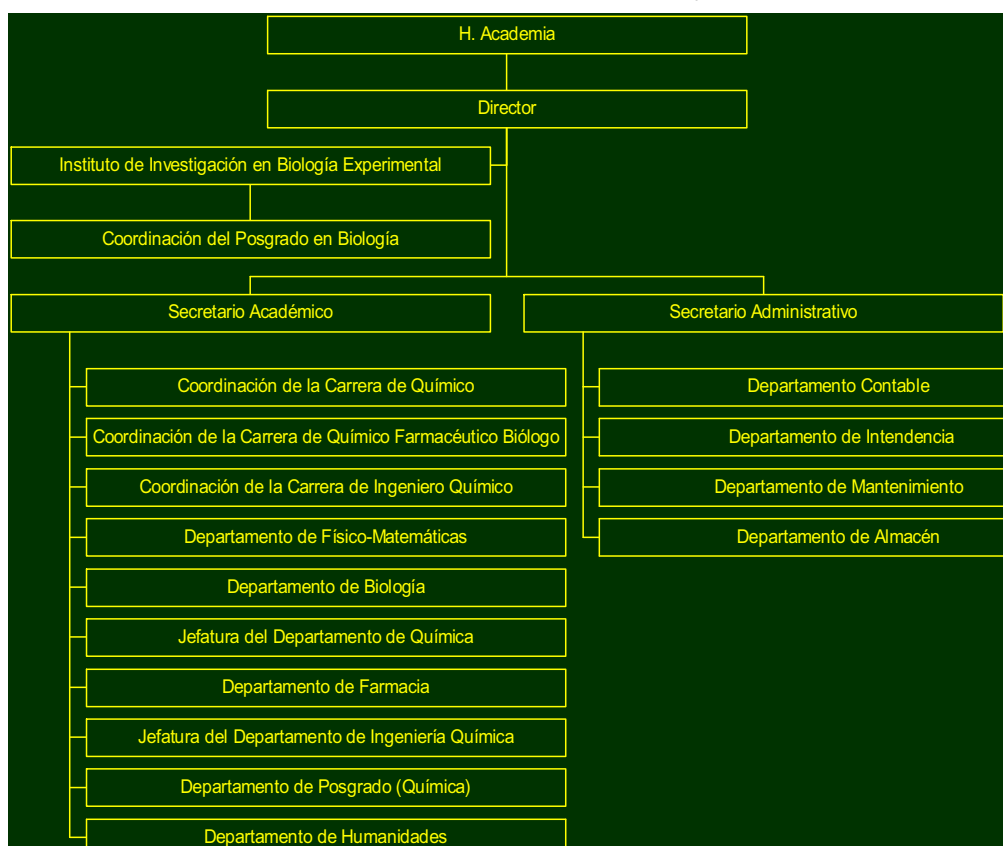 H. Academia
Director
Instituto de Investigación en Biología Experimental
Coordinación del Posgrado en Biología
Secretario Académico
Secretario Administrativo
Coordinación de la Carrera de Químico
Coordinación de la Carrera de Químico Farmacéutico Biólogo
Coordinación de la Carrera de Ingeniero Químico
Departamento de Físico-Matemáticas
Departamento de Biología
Jefatura del Departamento de Química
Departamento de Farmacia
Jefatura del Departamento de Ingeniería Química
Departamento de Posgrado (Química)
Departamento de Humanidades
Departamento Contable
Departamento de Intendencia
Departamento de Mantenimiento
Departamento de Almacén